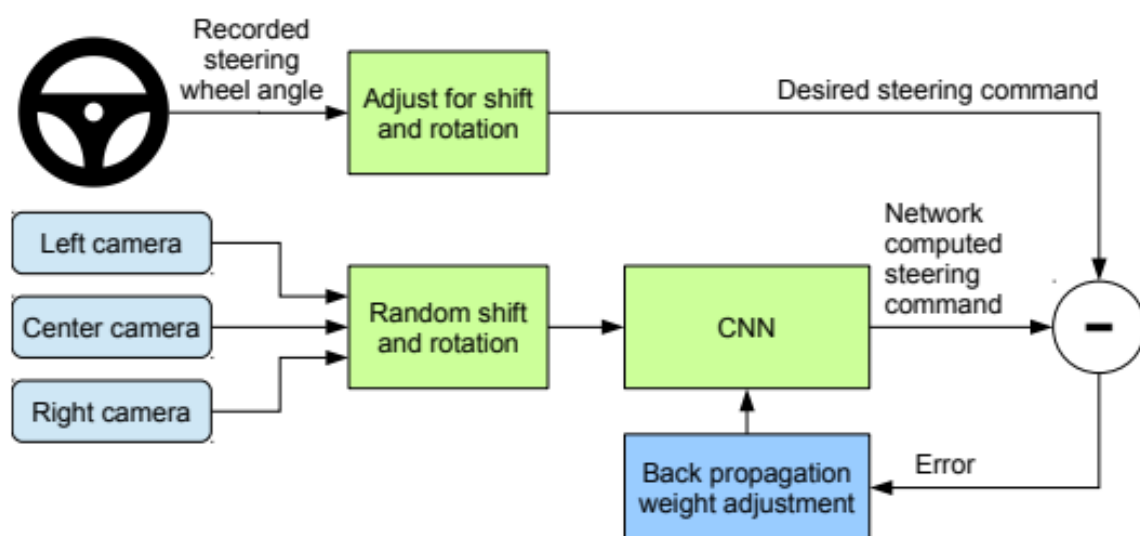 Recorded
steering
wheel angle
Adjust for shift
and rotation
Desired steering command
Left camera
Center camera
Right camera
Random shift
and rotation
CNN
Network
computed
steering
command
-
Back propagation
weight adjustment
Error